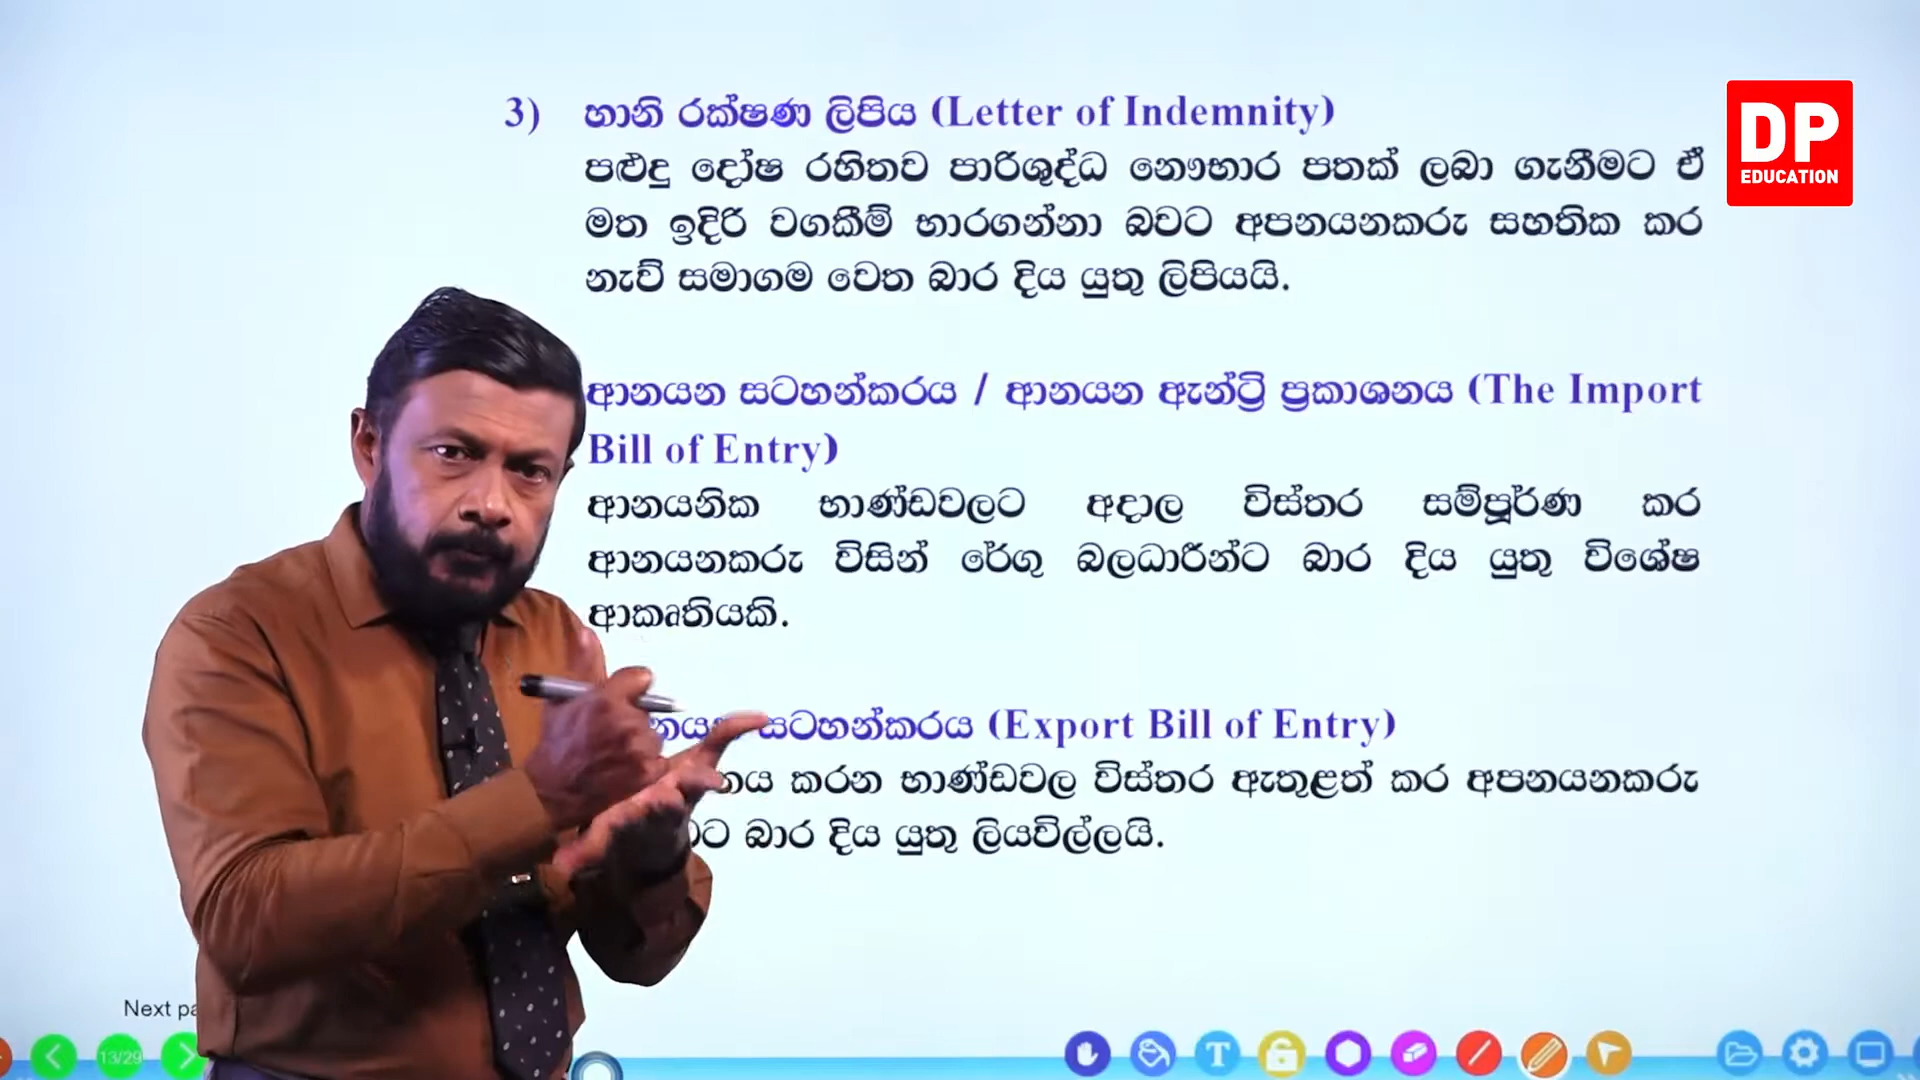 3) හානි රක්ෂණ ලිපිය (Letter of Indemnity)
DP
EDUCATION
පළුදු දෝෂ රහිතව පාරිශුද්ධ නෞභාර පතක් ලබා ගැනීමට ඒ
මත ඉදිරි වගකීම් භාරගන්නා බවට අපනයනකරු සහතික කර
නැව් සමාගම වෙත බාර දිය යුතු ලිපියයි.
ආනයන සටහන්කරය / ආනයන ඇන්ට්‍රි ප්‍රකාශනය (The Import
Bill of Entry)
ආනයනික භාණ්ඩවලට අදාල විස්තර සම්පූර්ණ කර
ආනයනකරු විසින් රේගු බලධාරීන්ට බාර දිය යුතු විශේෂ
ආකෘතියකි.
සටහන්කරය (Export Bill of Entry)
කරන භාණ්ඩවල විස්තර ඇතුළත් කර අපනයනකරු
බාර දිය යුතු ලියවිල්ලයි.
Next
13/29